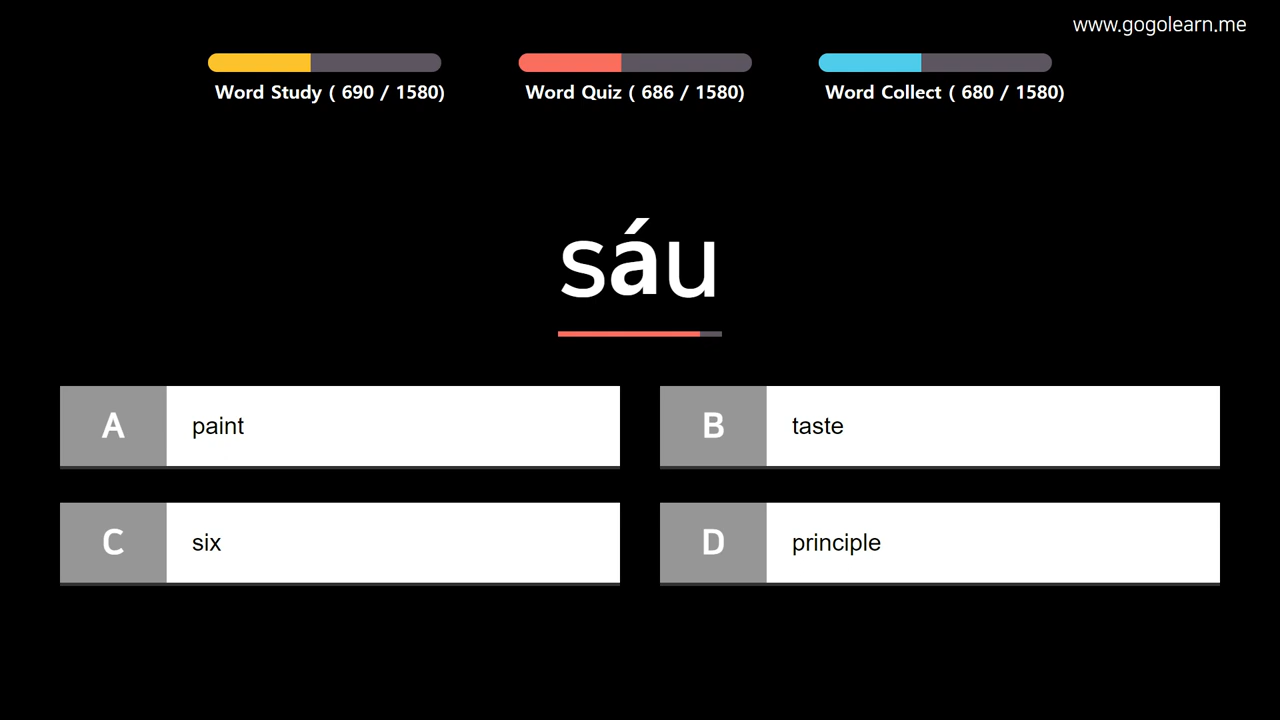 www.gogolearn.me
Word Study ( 690 / 1580)
Word Quiz ( 686 / 1580)
Word Collect ( 680 / 1580)
sáu
A paint
B taste
C six
D principle